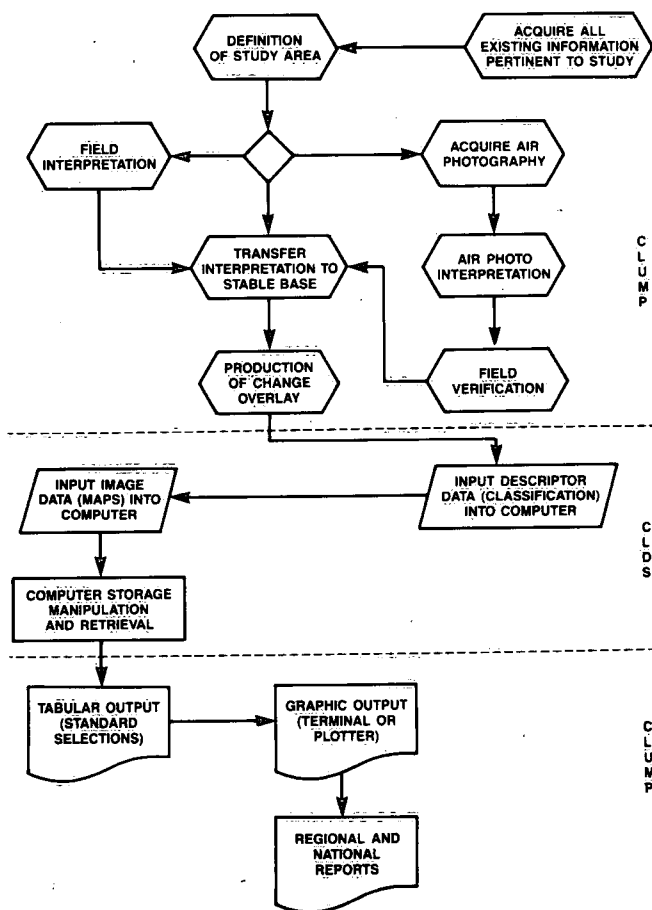 DEFINITION
OF STUDY AREA
ACQUIRE ALL
EXISTING INFORMATION
PERTINENT TO STUDY
FIELD
INTERPRETATION
ACQUIRE AIR
PHOTOGRAPHY
TRANSFER
INTERPRETATION TO
STABLE BASE
AIR PHOTO
INTERPRETATION
PRODUCTION
OF CHANGE
OVERLAY
FIELD
VERIFICATION
C
L
U
M
P
INPUT IMAGE
DATA (MAPS) INTO
COMPUTER
INPUT DESCRIPTOR
DATA (CLASSIFICATION)
INTO COMPUTER
COMPUTER STORAGE
MANIPULATION
AND RETRIEVAL
C
L
D
S
TABULAR OUTPUT
(STANDARD
SELECTIONS)
GRAPHIC OUTPUT
(TERMINAL OR
PLOTTER)
REGIONAL AND
NATIONAL
REPORTS
C
L
U
M
P